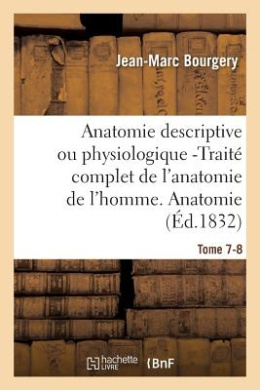 Jean-Marc Bourgery
Anatomie descriptive
ou physiologique -Traité
complet de l'anatomie
de l'homme. Anatomie
(Éd.1832)
Tome 7-8
hachette
LIVRE
{BnF